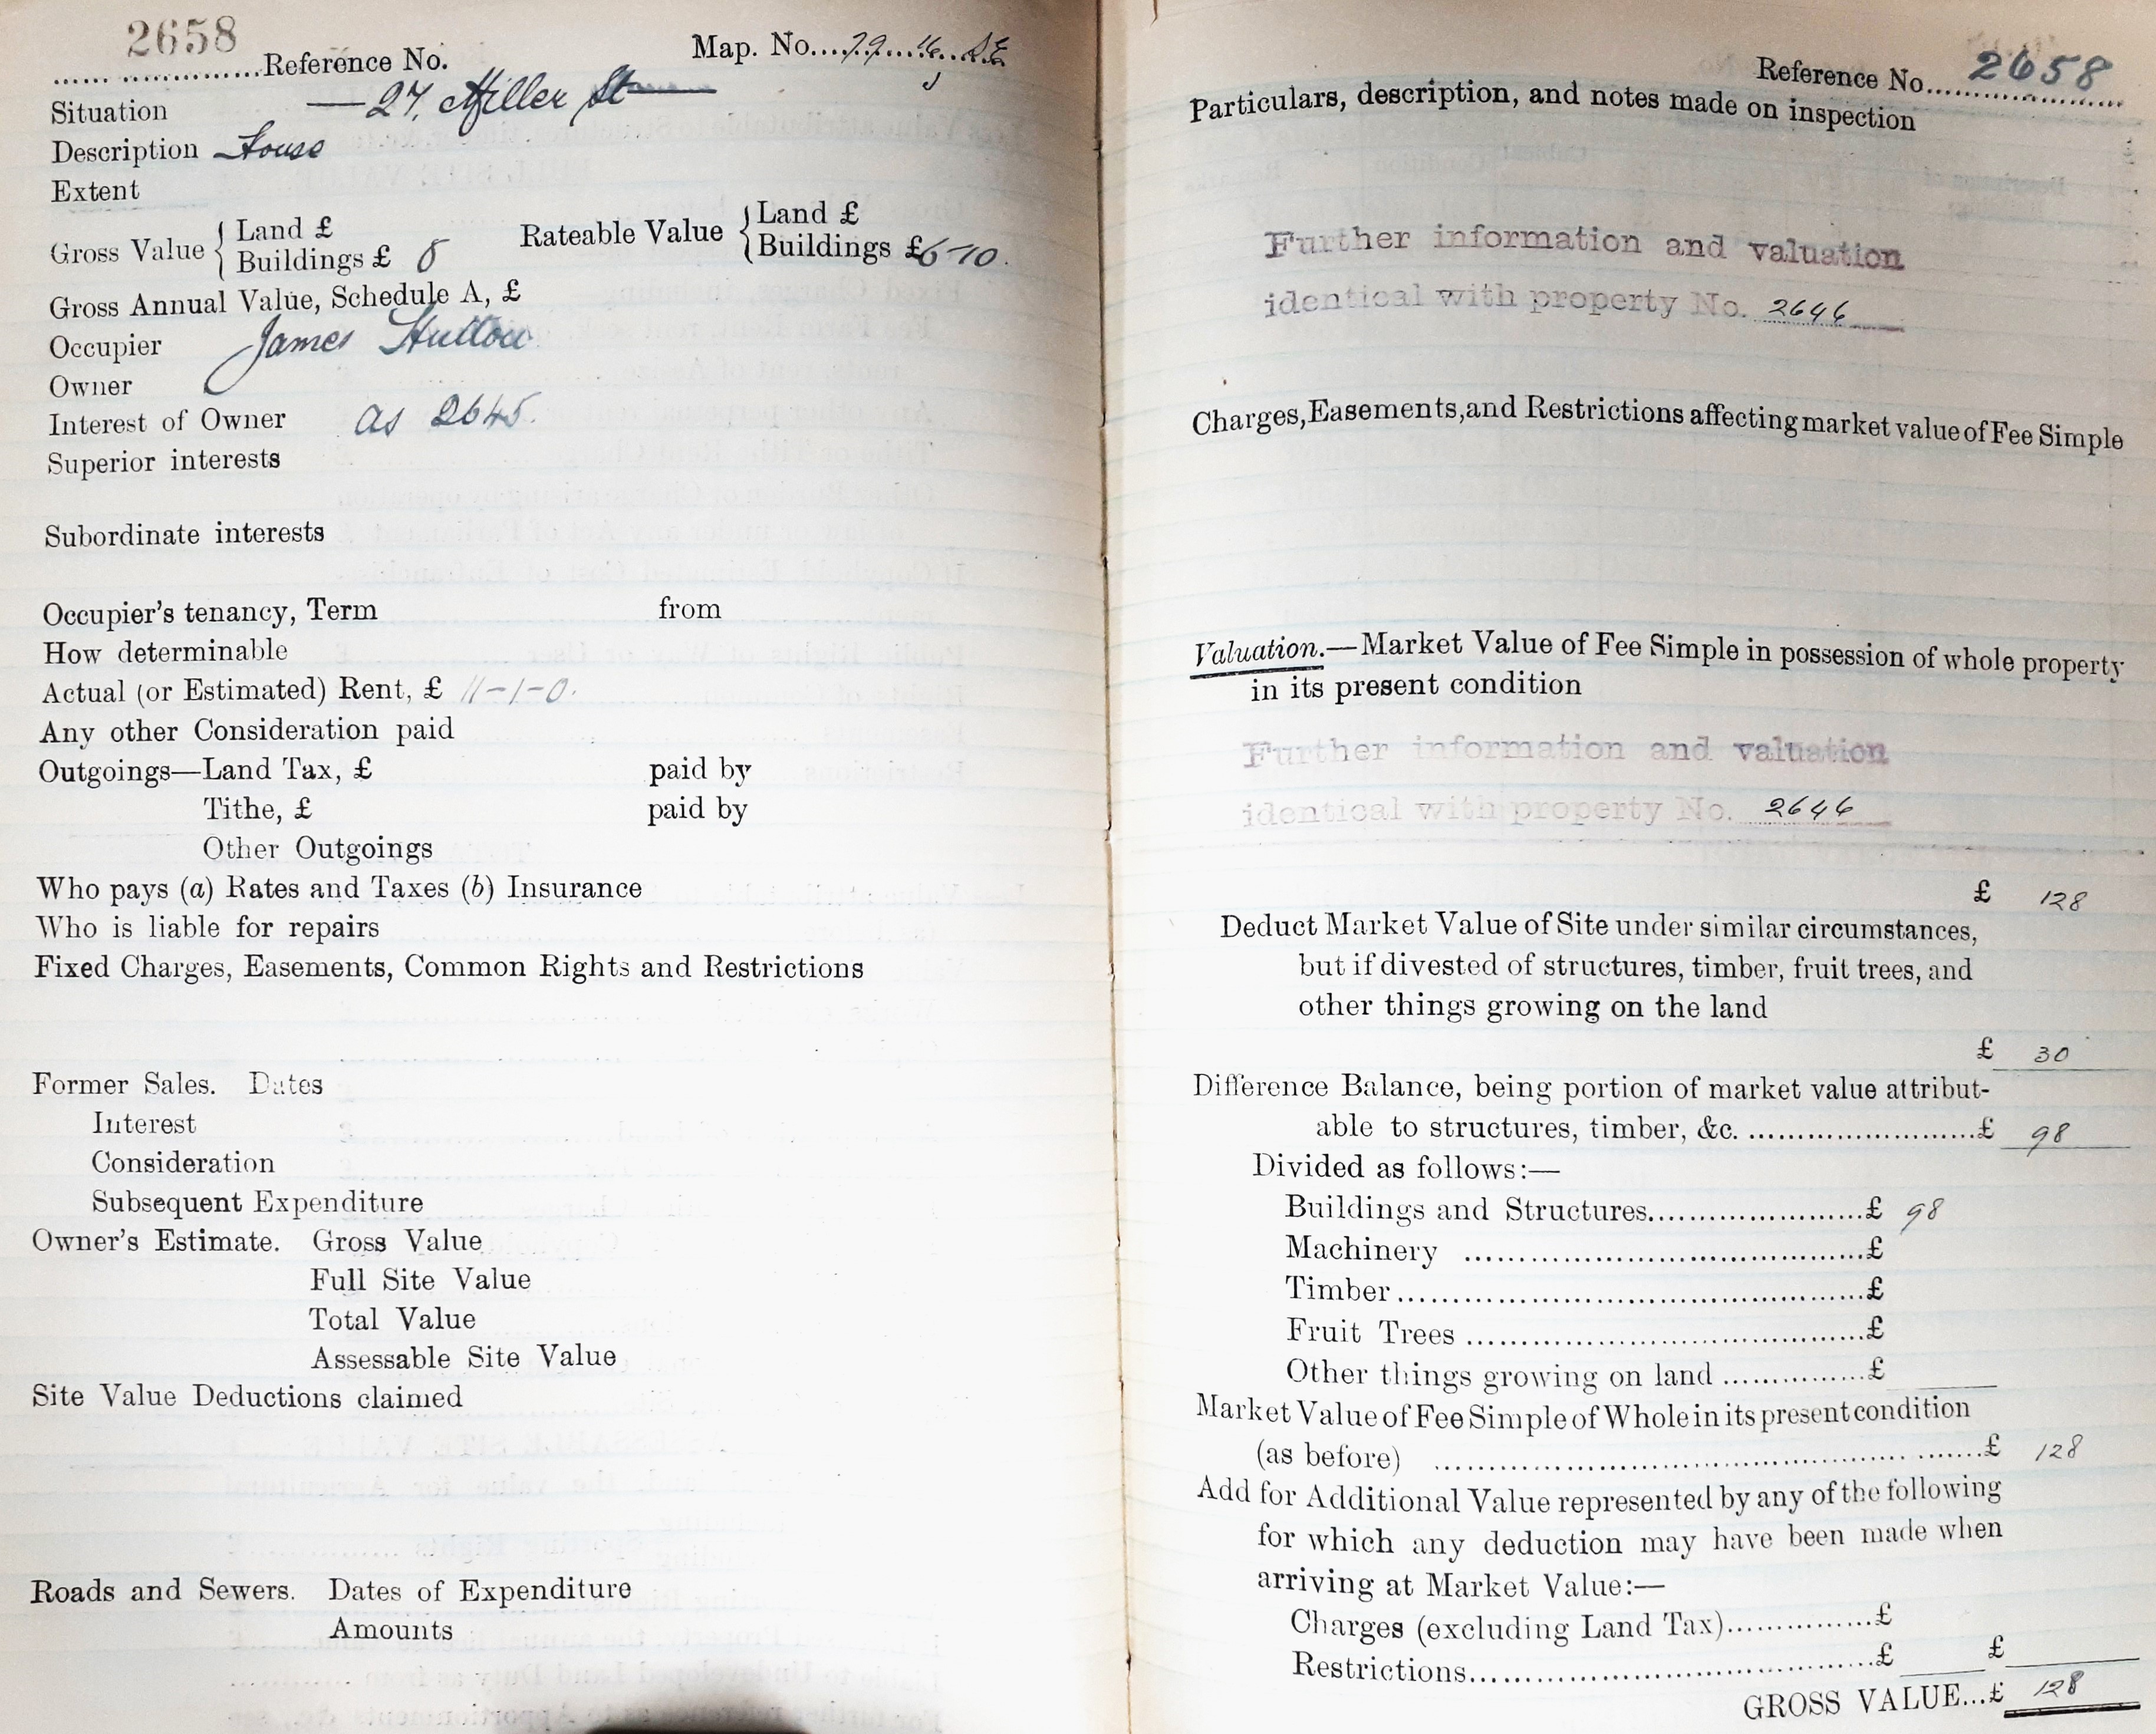 2658
Reference No. Map. No. 79. 16. S.E.
Situation — 27, Miller St
Description House
Extent
Gross Value { Land £
Buildings £ 8
Rateable Value { Land £
Buildings £ 6-10.
Gross Annual Value, Schedule A, £
Occupier James Hutton
Owner
Interest of Owner as 2645.
Superior interests
Subordinate interests
Occupier's tenancy, Term from
How determinable
Actual (or Estimated) Rent, £ 11-1-0.
Any other Consideration paid
Outgoings—Land Tax, £ paid by
Tithe, £ paid by
Other Outgoings
Who pays (a) Rates and Taxes (b) Insurance
Who is liable for repairs
Fixed Charges, Easements, Common Rights and Restrictions
Former Sales. Dates
Interest
Consideration
Subsequent Expenditure
Owner's Estimate. Gross Value
Full Site Value
Total Value
Assessable Site Value
Site Value Deductions claimed
Roads and Sewers. Dates of Expenditure
Amounts
Reference No. 2658
Particulars, description, and notes made on inspection
Further information and valuation
identical with property No. 2646
Charges, Easements, and Restrictions affecting market value of Fee Simple
Valuation.—Market Value of Fee Simple in possession of whole property
in its present condition
Further information and valuation
identical with property No. 2646
£ 128
Deduct Market Value of Site under similar circumstances,
but if divested of structures, timber, fruit trees, and
other things growing on the land
£ 30
Difference Balance, being portion of market value attribut-
able to structures, timber, &c. £ 98
Divided as follows:—
Buildings and Structures £ 98
Machinery £
Timber £
Fruit Trees £
Other things growing on land £
Market Value of Fee Simple of Whole in its present condition
(as before) £ 128
Add for Additional Value represented by any of the following
for which any deduction may have been made when
arriving at Market Value:—
Charges (excluding Land Tax) £
Restrictions £ £
GROSS VALUE...£ 128